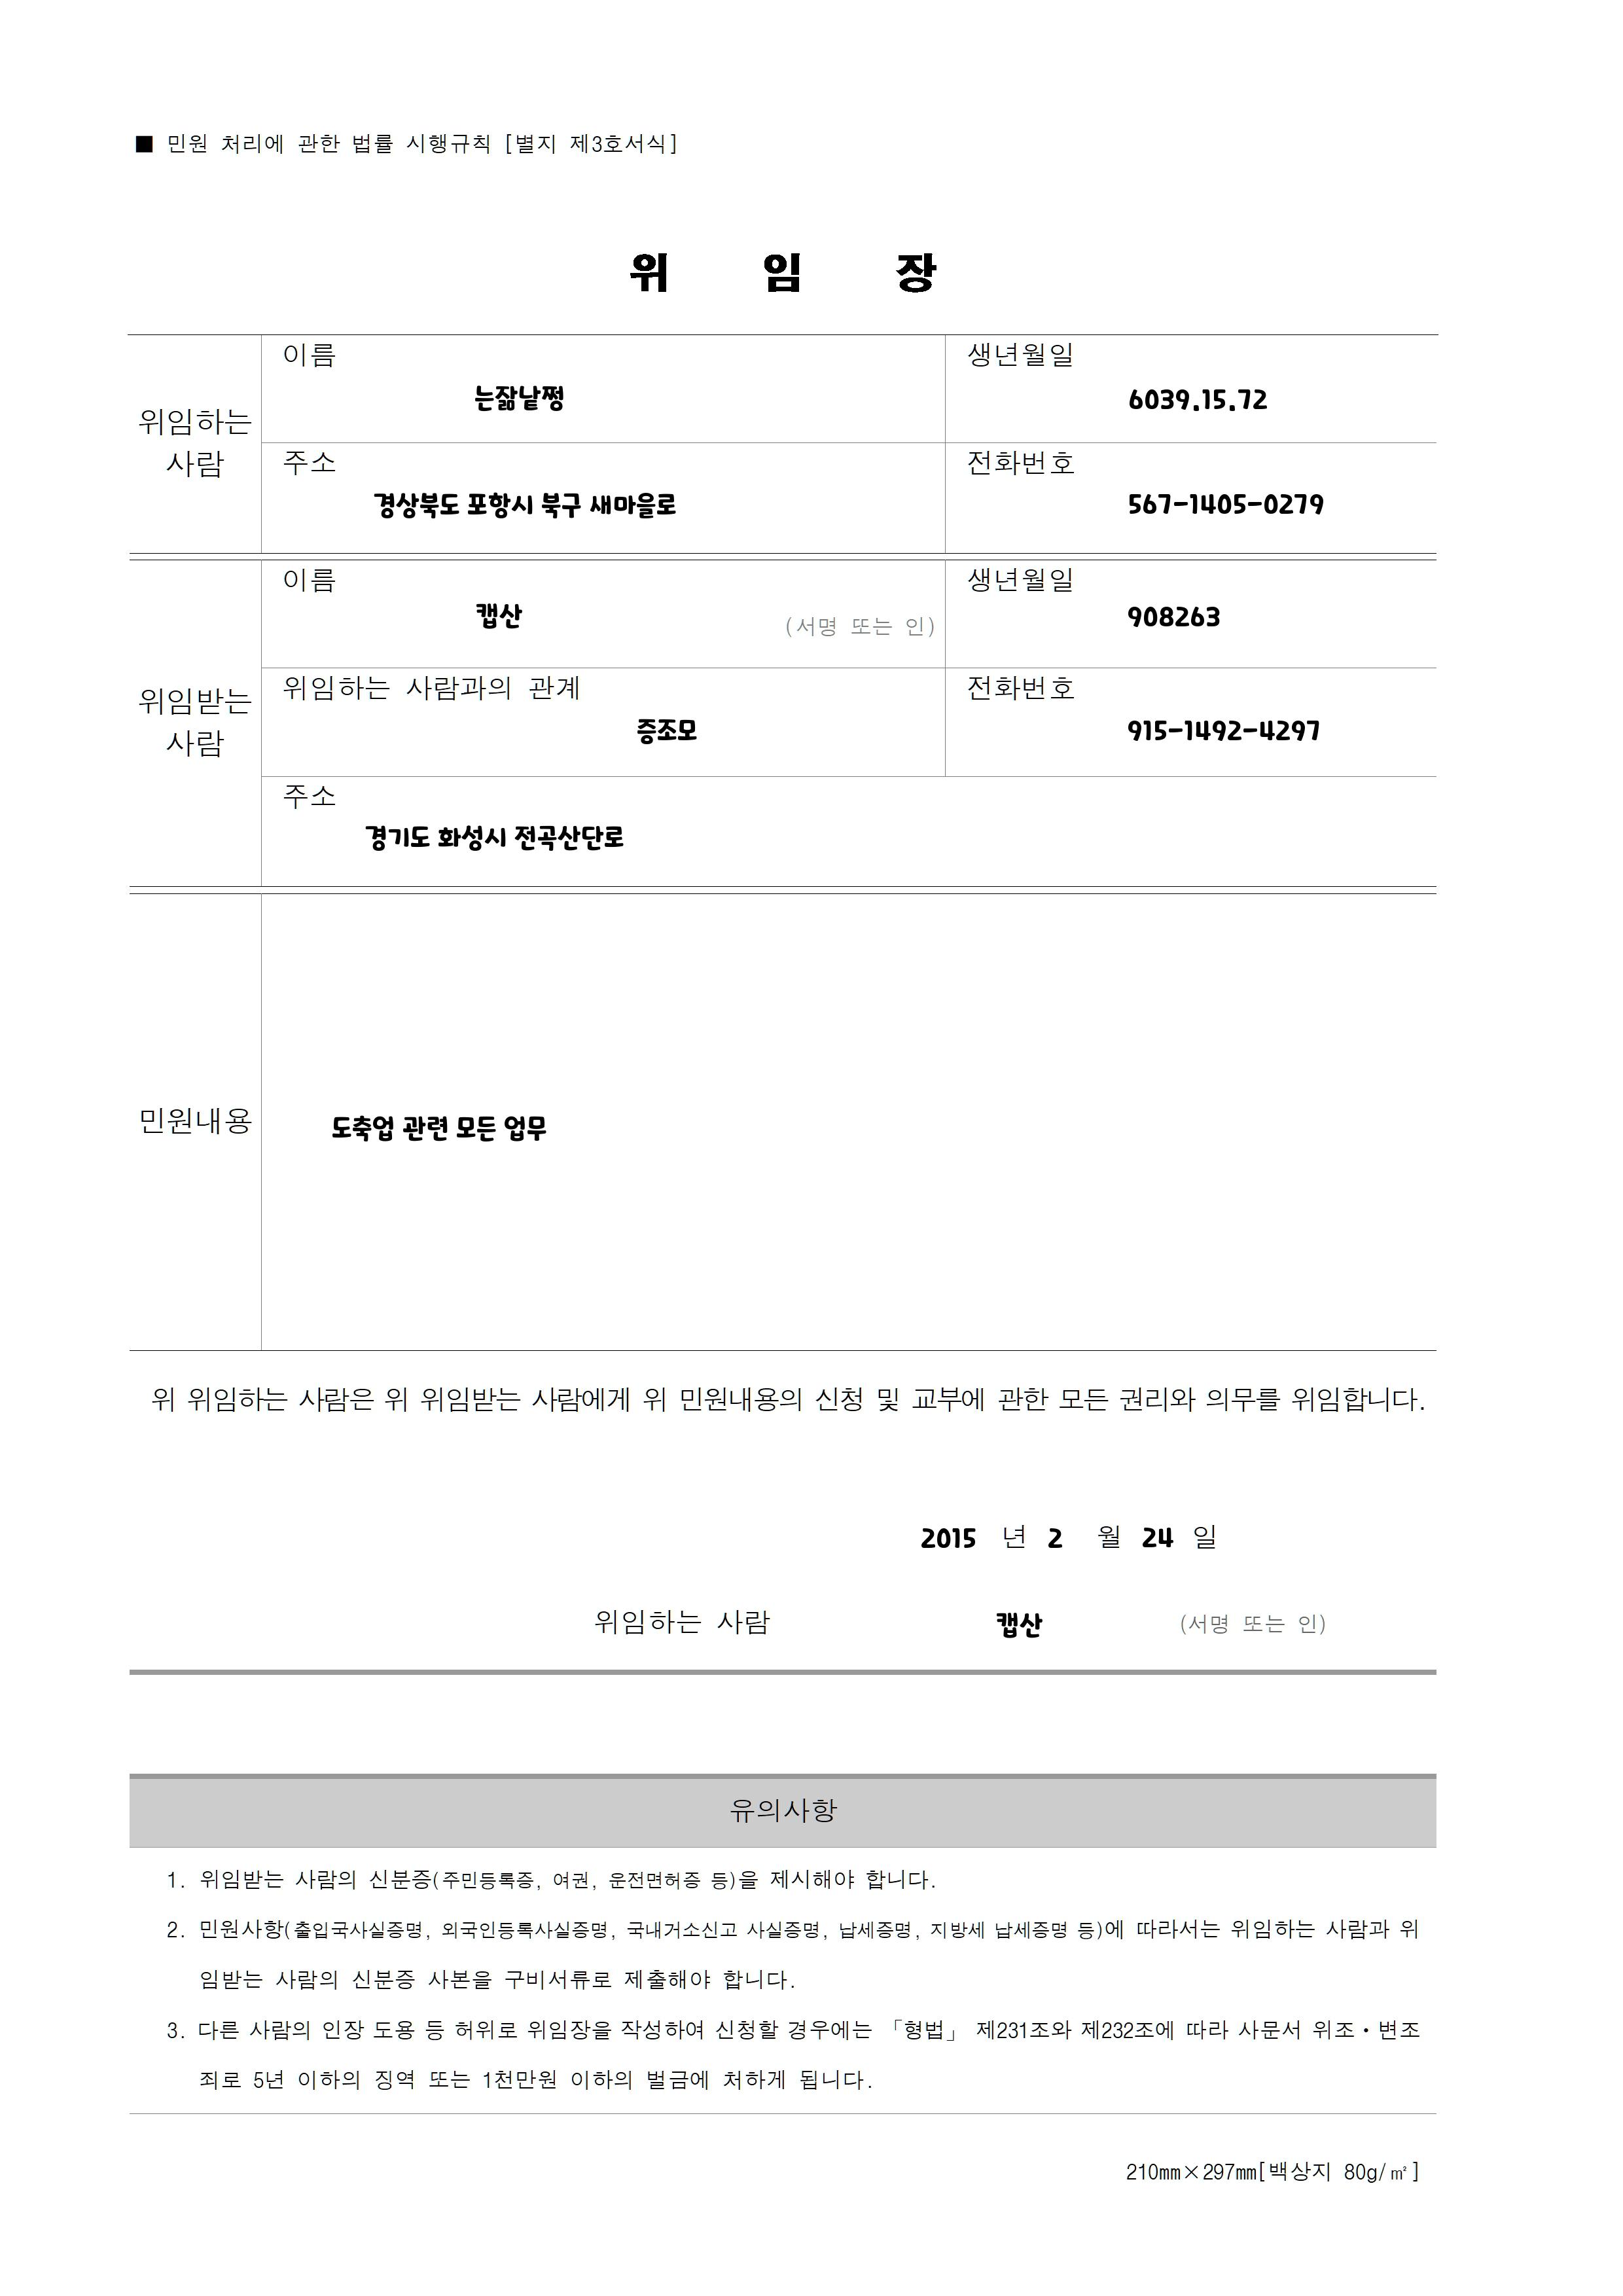 ■ 민원 처리에 관한 법률 시행규칙 [별지 제3호서식]
위 임 장
위임하는 사람
이름
는잚낱쩡
생년월일
6039.15.72
주소
경상북도 포항시 북구 새마을로
전화번호
567-1405-0279
위임받는 사람
이름
캡산
(서명 또는 인)
생년월일
908263
위임하는 사람과의 관계
증조모
전화번호
915-1492-4297
주소
경기도 화성시 전곡산단로
민원내용
도축업 관련 모든 업무
위 위임하는 사람은 위 위임받는 사람에게 위 민원내용의 신청 및 교부에 관한 모든 권리와 의무를 위임합니다.
2015 년 2 월 24 일
위임하는 사람 캡산 (서명 또는 인)
유의사항
1. 위임받는 사람의 신분증(주민등록증, 여권, 운전면허증 등)을 제시해야 합니다.
2. 민원사항(출입국사실증명, 외국인등록사실증명, 국내거소신고 사실증명, 납세증명, 지방세 납세증명 등)에 따라서는 위임하는 사람과 위
임받는 사람의 신분증 사본을 구비서류로 제출해야 합니다.
3. 다른 사람의 인장 도용 등 허위로 위임장을 작성하여 신청할 경우에는 「형법」 제231조와 제232조에 따라 사문서 위조·변조
죄로 5년 이하의 징역 또는 1천만원 이하의 벌금에 처하게 됩니다.
210㎜×297㎜[백상지 80g/㎡]